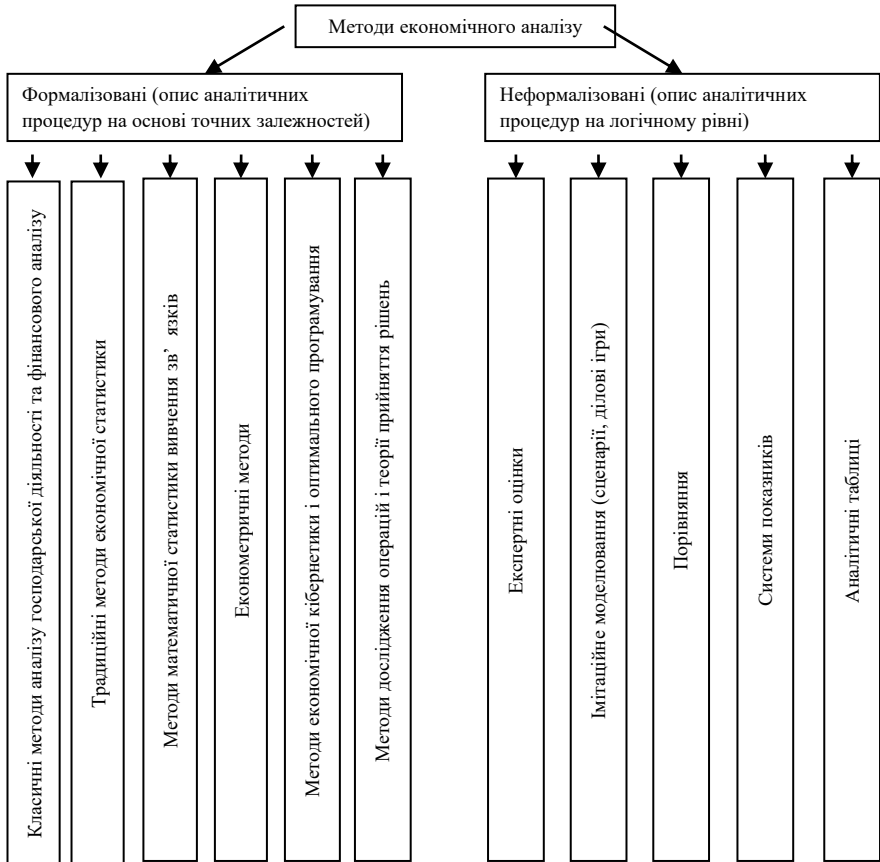 Методи економічного аналізу
Формалізовані (опис аналітичних
процедур на основі точних залежностей)
Неформалізовані (опис аналітичних
процедур на логічному рівні)
Класичні методи аналізу господарської діяльності та фінансового аналізу
Традиційні методи економічної статистики
Методи математичної статистики вивчення зв’ язків
Економетричні методи
Методи економічної кібернетики і оптимального програмування
Методи дослідження операцій і теорії прийняття рішень
Експертні оцінки
Імітаційне моделювання (сценарії, ділові ігри)
Порівняння
Системи показників
Аналітичні таблиці